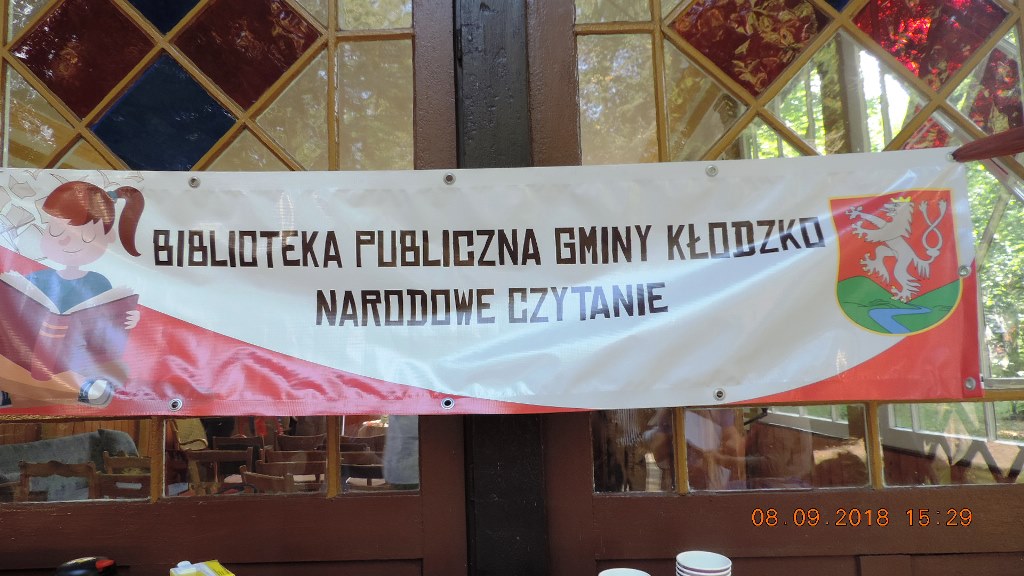 BIBLIOTEKA PUBLICZNA GMINY KŁODZKO
NARODOWE CZYTANIE
08.09.2018 15:29